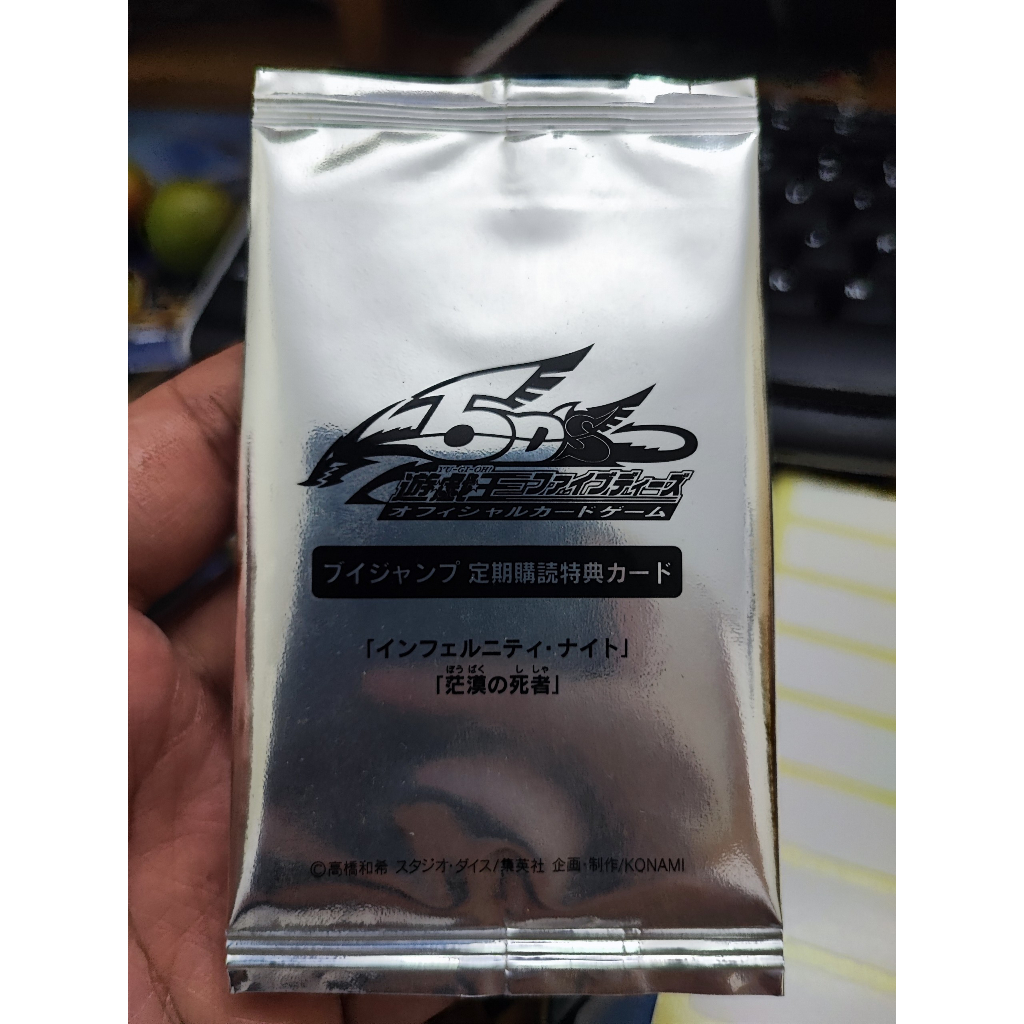 5D'S
YU-GI-OH!
遊戯王ファイブディーズ
オフィシャルカードゲーム
ブイジャンプ 定期購読特典カード
「インフェルニティ・ナイト」
ぼうばく ししゃ
「茫漠の死者」
©高橋和希 スタジオ・ダイス/集英社 企画・制作/KONAMI